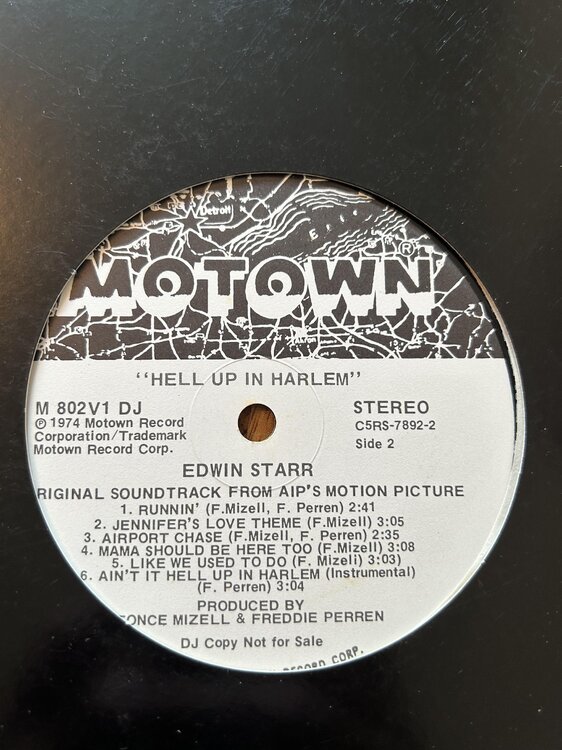 Detroit
MOTOWN®
"HELL UP IN HARLEM"
M 802V1 DJ
℗ 1974 Motown Record
Corporation/Trademark
Motown Record Corp.
STEREO
C5RS-7892-2
Side 2
EDWIN STARR
RIGINAL SOUNDTRACK FROM AIP'S MOTION PICTURE
1. RUNNIN' (F.Mizell, F. Perren) 2:41
2. JENNIFER'S LOVE THEME (F.Mizell) 3:05
3. AIRPORT CHASE (F.Mizell, F. Perren) 2:35
4. MAMA SHOULD BE HERE TOO (F.Mizell) 3:08
5. LIKE WE USED TO DO (F. Mizell) 3:03)
6. AIN'T IT HELL UP IN HARLEM (Instrumental)
(F. Perren) 3:04
PRODUCED BY
FONCE MIZELL & FREDDIE PERREN
DJ Copy Not for Sale
RECORD CORP.